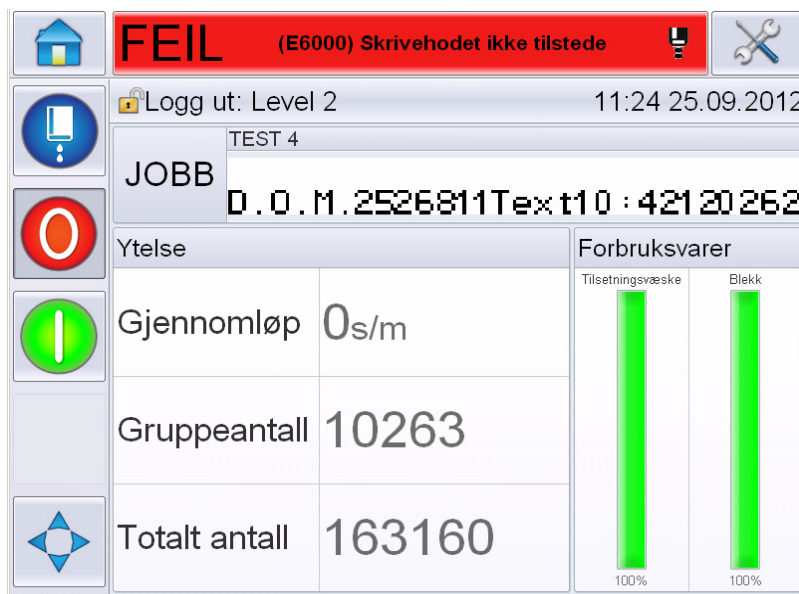 FEIL (E6000) Skrivehodet ikke tilstede
Logg ut: Level 2 11:24 25.09.2012
TEST 4
JOBB
D.O.M.2526811Text10:42120262
Ytelse
Forbruksvarer
Tilsetningsvæske Blekk
Gjennomløp 0s/m
Gruppeantall 10263
Totalt antall 163160
100% 100%